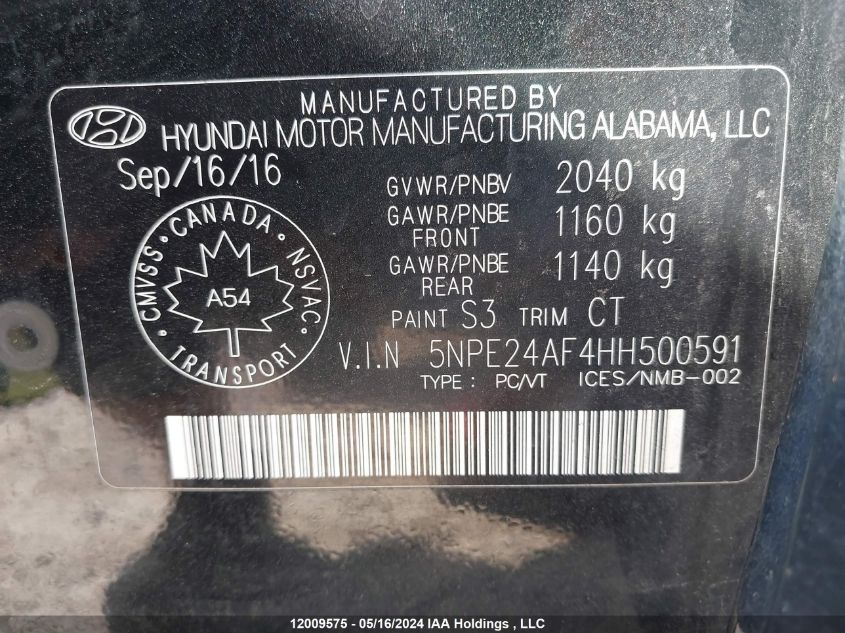 MANUFACTURED BY
HYUNDAI MOTOR MANUFACTURING ALABAMA, LLC
Sep/16/16
GVWR/PNBV 2040 kg
GAWR/PNBE 1160 kg
FRONT
GAWR/PNBE 1140 kg
REAR
PAINT S3 TRIM CT
V.I.N 5NPE24AF4HH500591
TYPE : PC/VT ICES/NMB-002
CMVSS · CANADA · NSVAC
A54
TRANSPORT
12009575 - 05/16/2024 IAA Holdings , LLC